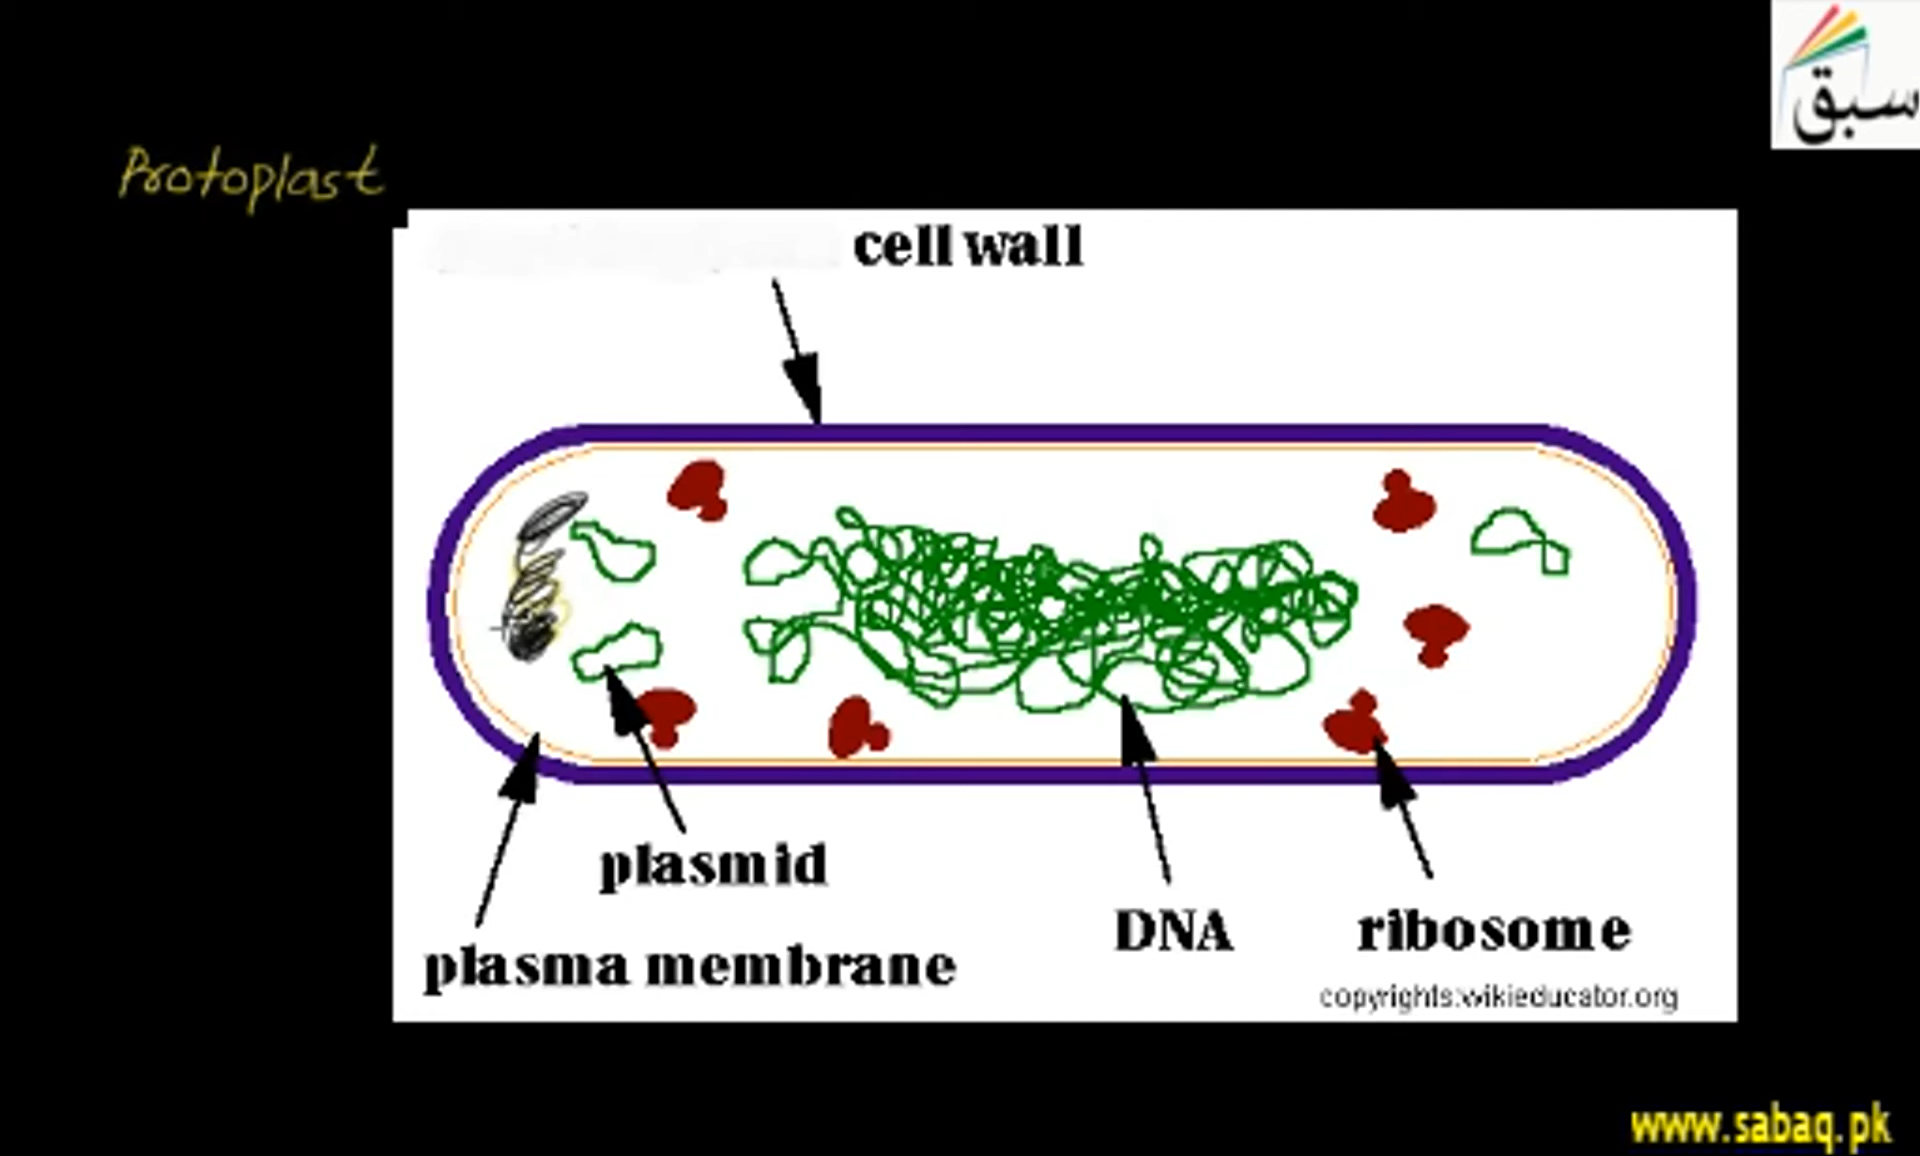 سبق
Protoplast
cell wall
plasmid
DNA
ribosome
plasma membrane
copyrights:wikieducator.org
www.sabaq.pk